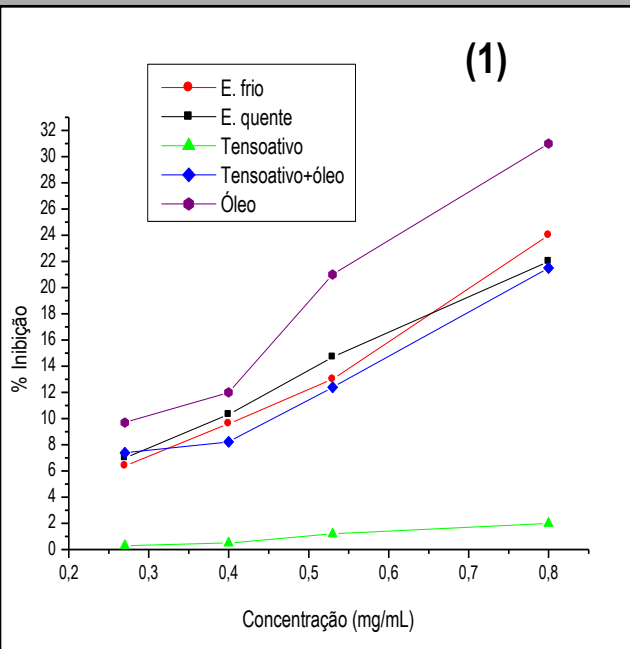 (1)
E. frio
E. quente
Tensoativo
Tensoativo+óleo
Óleo
32
30
28
26
24
22
20
18
16
14
12
10
8
6
4
2
0
% Inibição
0,2 0,3 0,4 0,5 0,6 0,7 0,8
Concentração (mg/mL)